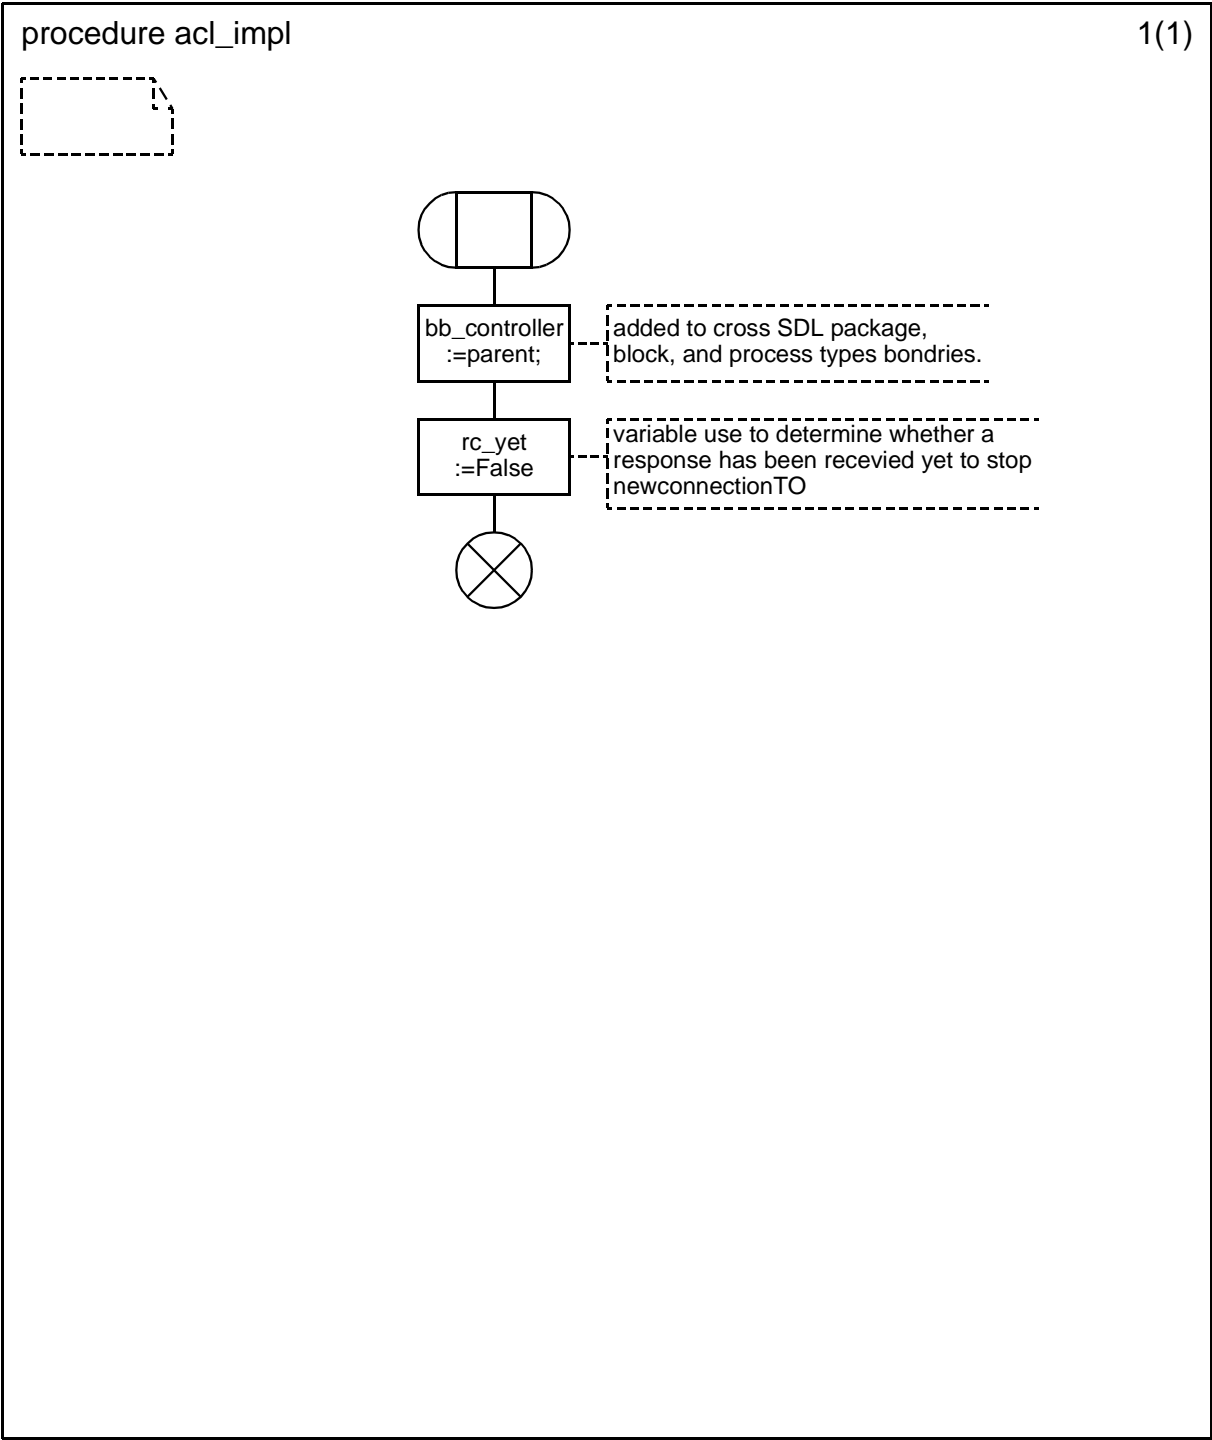 procedure acl_impl
1(1)
bb_controller
:=parent;
added to cross SDL package,
block, and process types bondries.
rc_yet
:=False
variable use to determine whether a
response has been recevied yet to stop
newconnectionTO